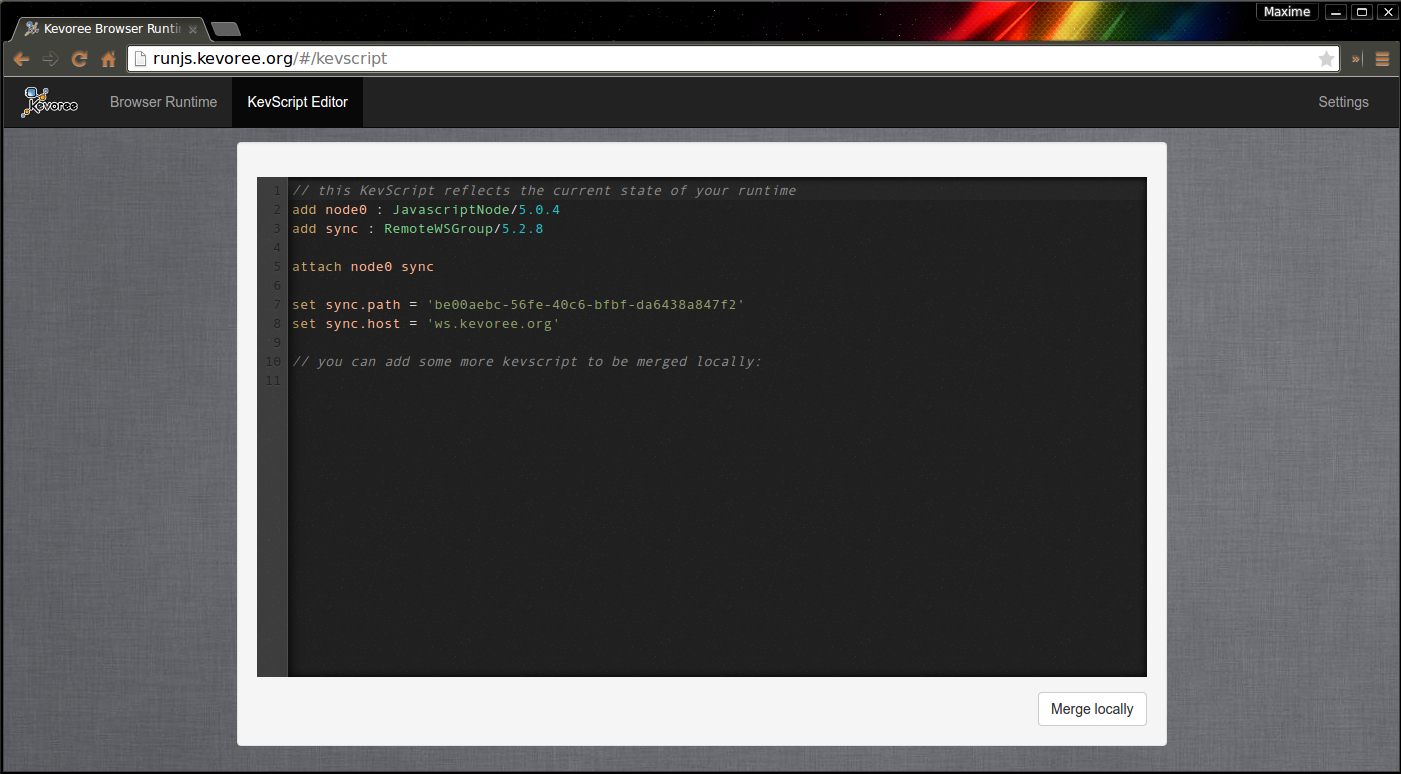 Maxime
Kevoree Browser Runti
runjs.kevoree.org/#/kevscript
»
Kevoree
Browser Runtime
KevScript Editor
Settings
1 // this KevScript reflects the current state of your runtime
2 add node0 : JavascriptNode/5.0.4
3 add sync : RemoteWSGroup/5.2.8
4
5 attach node0 sync
6
7 set sync.path = 'be00aebc-56fe-40c6-bfbf-da6438a847f2'
8 set sync.host = 'ws.kevoree.org'
9
10 // you can add some more kevscript to be merged locally:
11
Merge locally